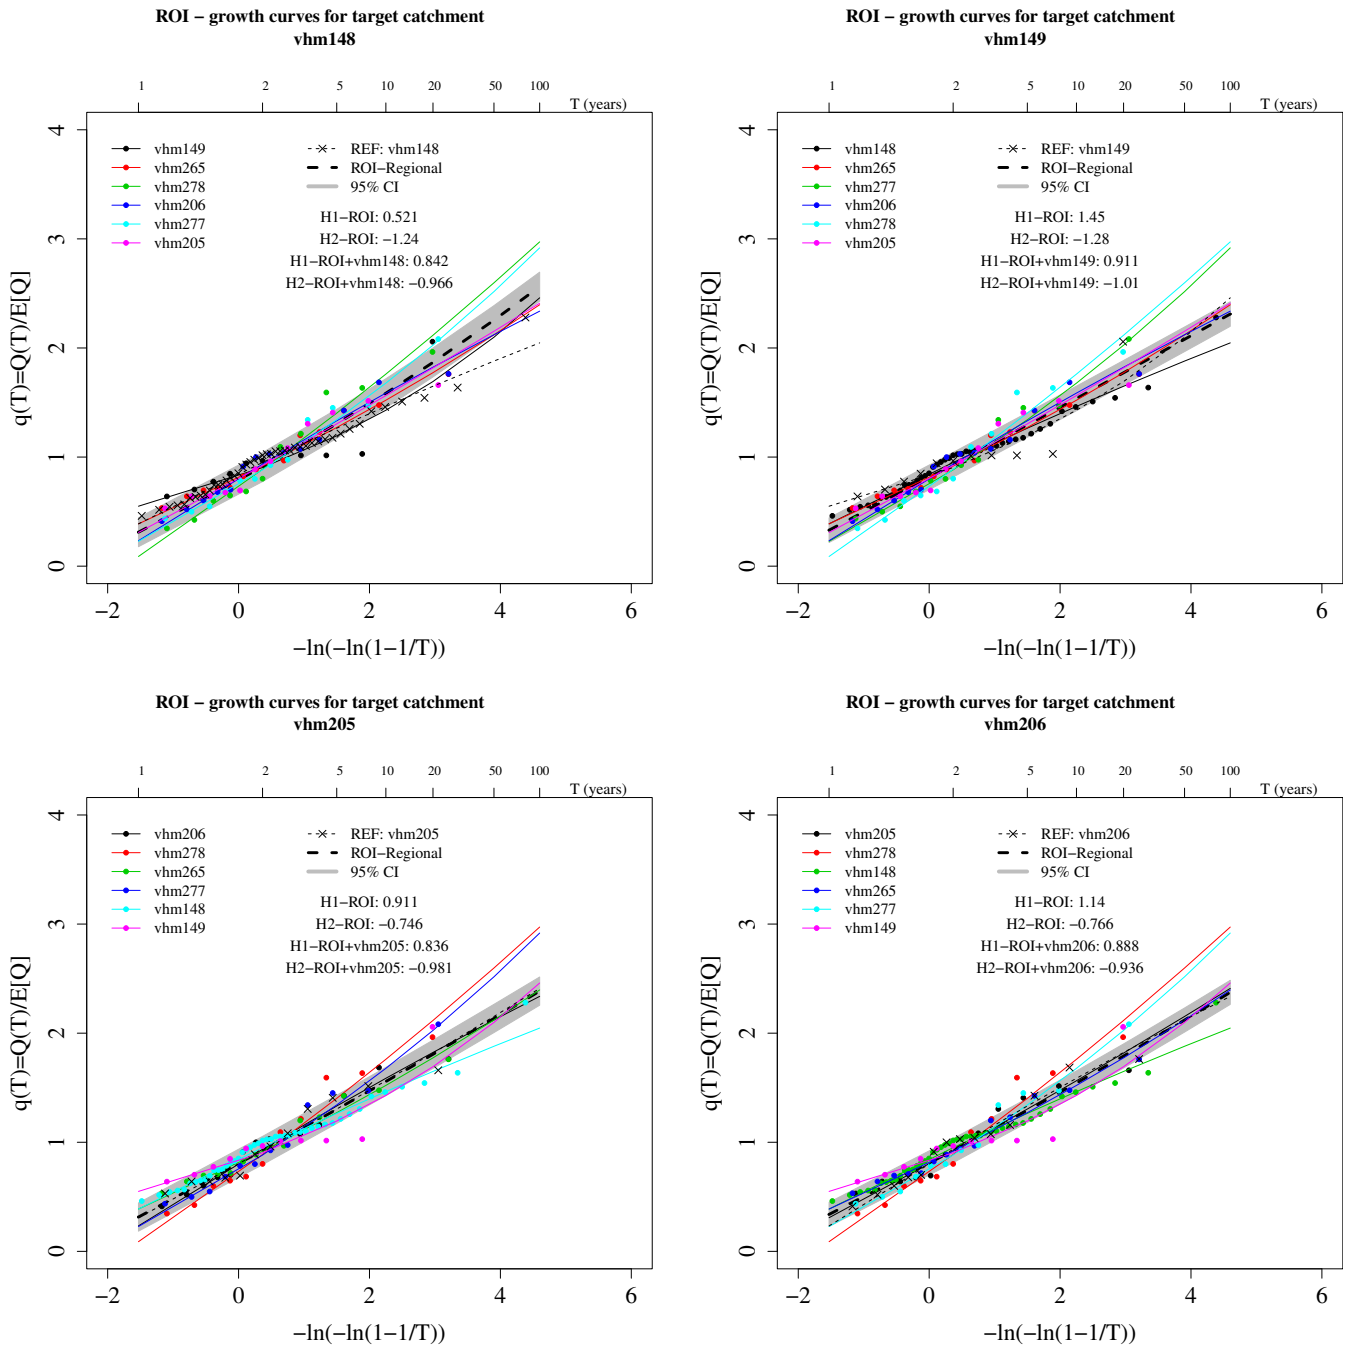 ROI − growth curves for target catchment
vhm148
1 2 5 10 20 50 100
T (years)
vhm149
vhm265
vhm278
vhm206
vhm277
vhm205
REF: vhm148
ROI−Regional
95% CI
H1−ROI: 0.521
H2−ROI: −1.24
H1−ROI+vhm148: 0.842
H2−ROI+vhm148: −0.966
q(T)=Q(T)/E[Q]
4
3
2
1
0
−2 0 2 4 6
−ln(−ln(1−1/T))
ROI − growth curves for target catchment
vhm149
1 2 5 10 20 50 100
T (years)
vhm148
vhm265
vhm277
vhm206
vhm278
vhm205
REF: vhm149
ROI−Regional
95% CI
H1−ROI: 1.45
H2−ROI: −1.28
H1−ROI+vhm149: 0.911
H2−ROI+vhm149: −1.01
q(T)=Q(T)/E[Q]
4
3
2
1
0
−2 0 2 4 6
−ln(−ln(1−1/T))
ROI − growth curves for target catchment
vhm205
1 2 5 10 20 50 100
T (years)
vhm206
vhm278
vhm265
vhm277
vhm148
vhm149
REF: vhm205
ROI−Regional
95% CI
H1−ROI: 0.911
H2−ROI: −0.746
H1−ROI+vhm205: 0.836
H2−ROI+vhm205: −0.981
q(T)=Q(T)/E[Q]
4
3
2
1
0
−2 0 2 4 6
−ln(−ln(1−1/T))
ROI − growth curves for target catchment
vhm206
1 2 5 10 20 50 100
T (years)
vhm205
vhm278
vhm148
vhm265
vhm277
vhm149
REF: vhm206
ROI−Regional
95% CI
H1−ROI: 1.14
H2−ROI: −0.766
H1−ROI+vhm206: 0.888
H2−ROI+vhm206: −0.936
q(T)=Q(T)/E[Q]
4
3
2
1
0
−2 0 2 4 6
−ln(−ln(1−1/T))